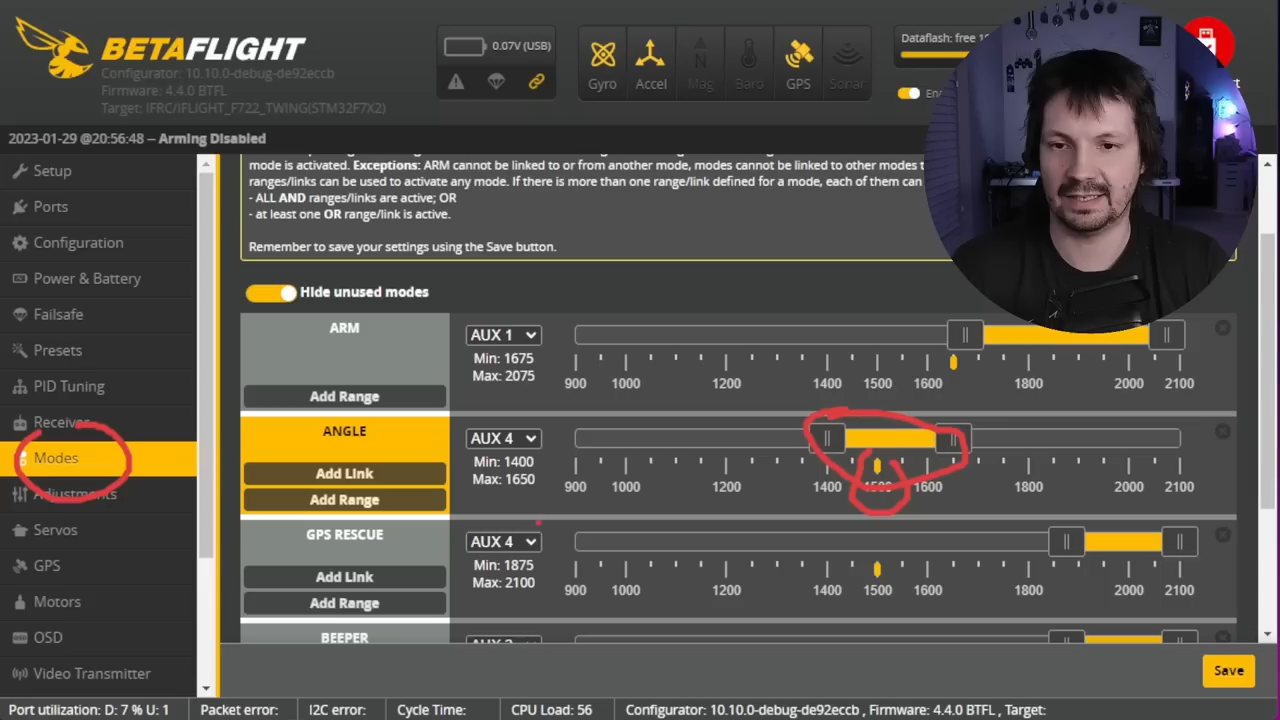 BETAFLIGHT
Configurator: 10.10.0-debug-de92eccb
Firmware: 4.4.0 BTFL
Target: IFRC/IFLIGHT_F722_TWING(STM32F7X2)
0.07V (USB)
Gyro Accel Mag Baro GPS Sonar
Dataflash: free
2023-01-29 @20:56:48 -- Arming Disabled
Setup
Ports
Configuration
Power & Battery
Failsafe
Presets
PID Tuning
Receiver
Modes
Adjustments
Servos
GPS
Motors
OSD
Video Transmitter
mode is activated. Exceptions: ARM cannot be linked to or from another mode, modes cannot be linked to other modes
ranges/links can be used to activate any mode. If there is more than one range/link defined for a mode, each of them can
- ALL AND ranges/links are active; OR
- at least one OR range/link is active.
Remember to save your settings using the Save button.
Hide unused modes
ARM
Add Range
AUX 1
Min: 1675
Max: 2075
900 1000 1200 1400 1500 1600 1800 2000 2100
ANGLE
Add Link
Add Range
AUX 4
Min: 1400
Max: 1650
900 1000 1200 1400 1500 1600 1800 2000 2100
GPS RESCUE
Add Link
Add Range
AUX 4
Min: 1875
Max: 2100
900 1000 1200 1400 1500 1600 1800 2000 2100
BEEPER
Save
Port utilization: D: 7 % U: 1
Packet error:
I2C error:
Cycle Time:
CPU Load: 56
Configurator: 10.10.0-debug-de92eccb , Firmware: 4.4.0 BTFL , Target: